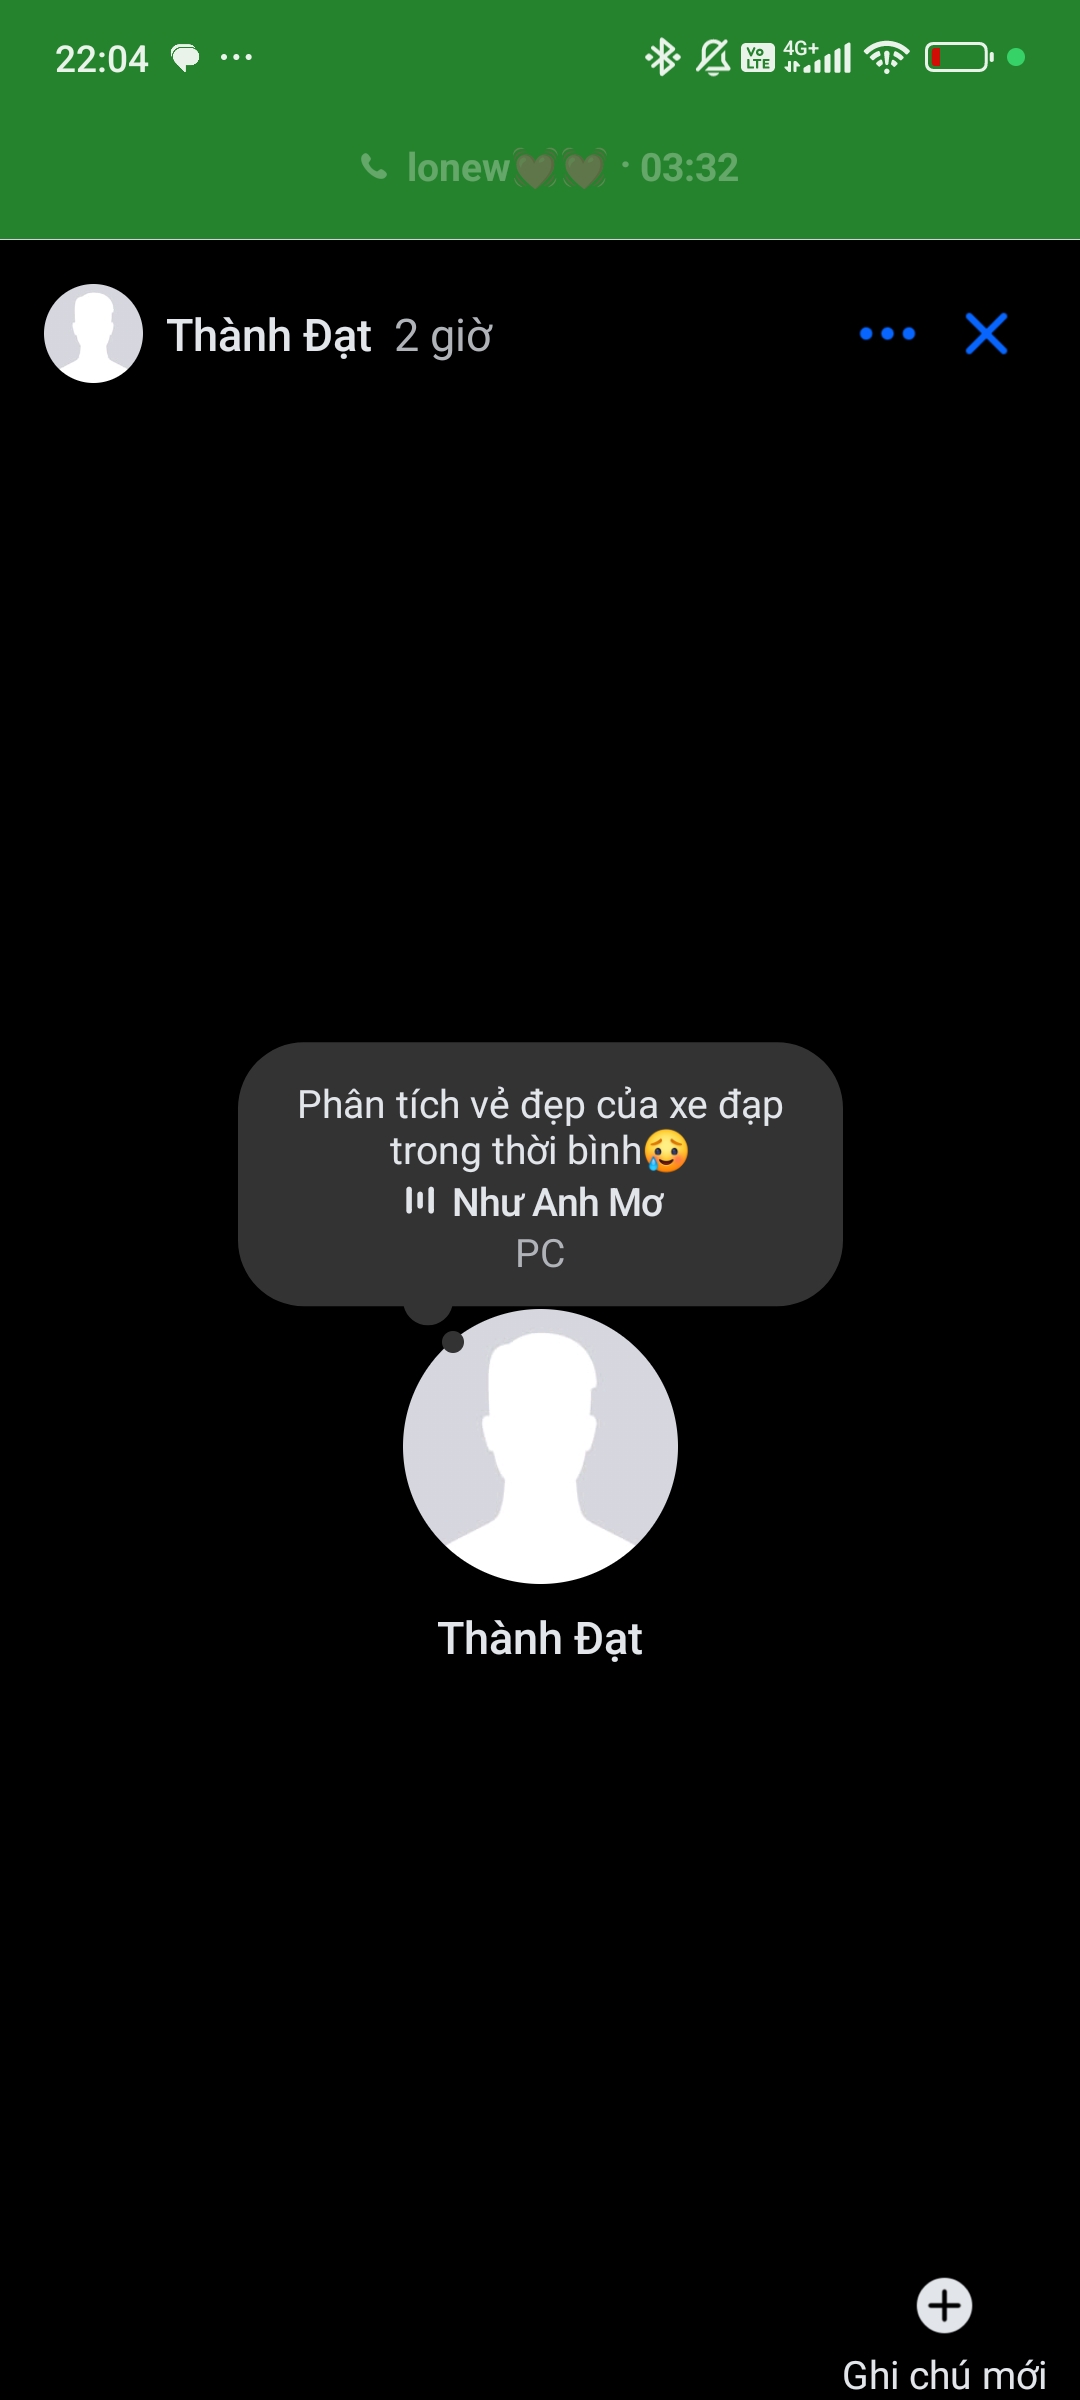 22:04
Vo LTE 4G+
lonew🖤🖤 · 03:32
Thành Đạt 2 giờ
Phân tích vẻ đẹp của xe đạp
trong thời bình🥲
Như Anh Mơ
PC
Thành Đạt
Ghi chú mới